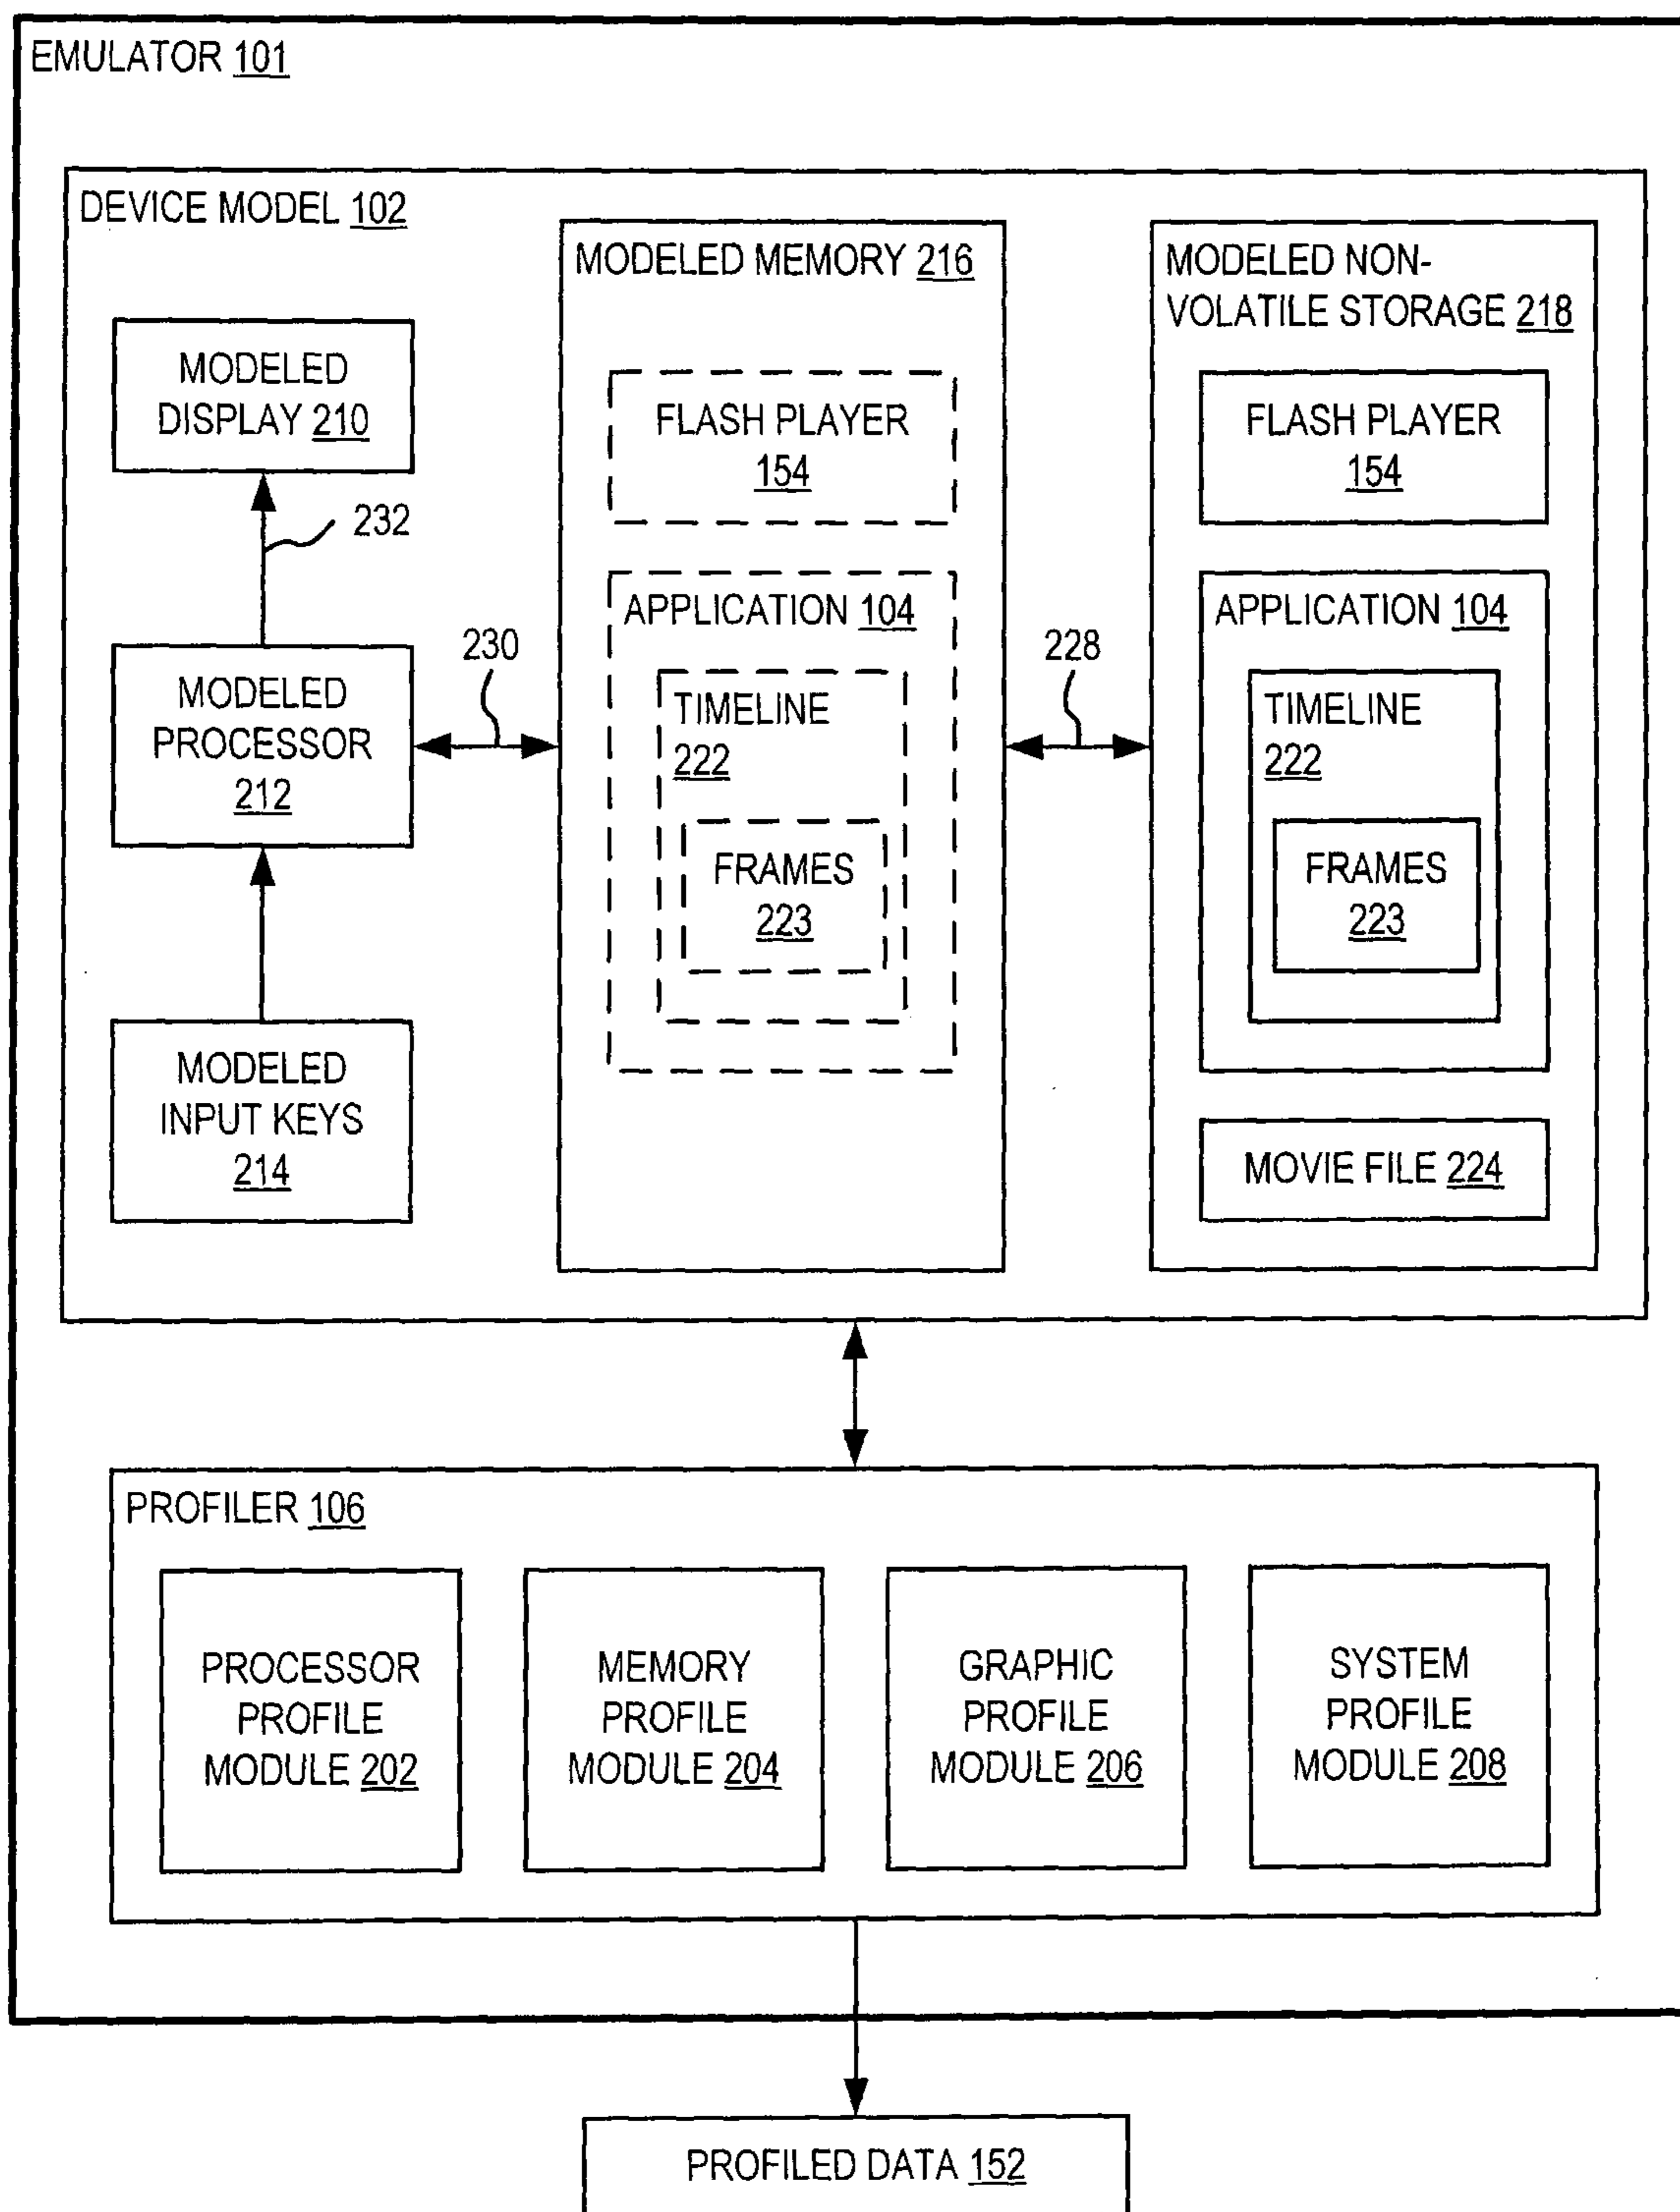 EMULATOR 101
DEVICE MODEL 102
MODELED
DISPLAY 210
232
MODELED
PROCESSOR
212
MODELED
INPUT KEYS
214
230
MODELED MEMORY 216
FLASH PLAYER
154
APPLICATION 104
TIMELINE
222
FRAMES
223
228
MODELED NON-
VOLATILE STORAGE 218
FLASH PLAYER
154
APPLICATION 104
TIMELINE
222
FRAMES
223
MOVIE FILE 224
PROFILER 106
PROCESSOR
PROFILE
MODULE 202
MEMORY
PROFILE
MODULE 204
GRAPHIC
PROFILE
MODULE 206
SYSTEM
PROFILE
MODULE 208
PROFILED DATA 152